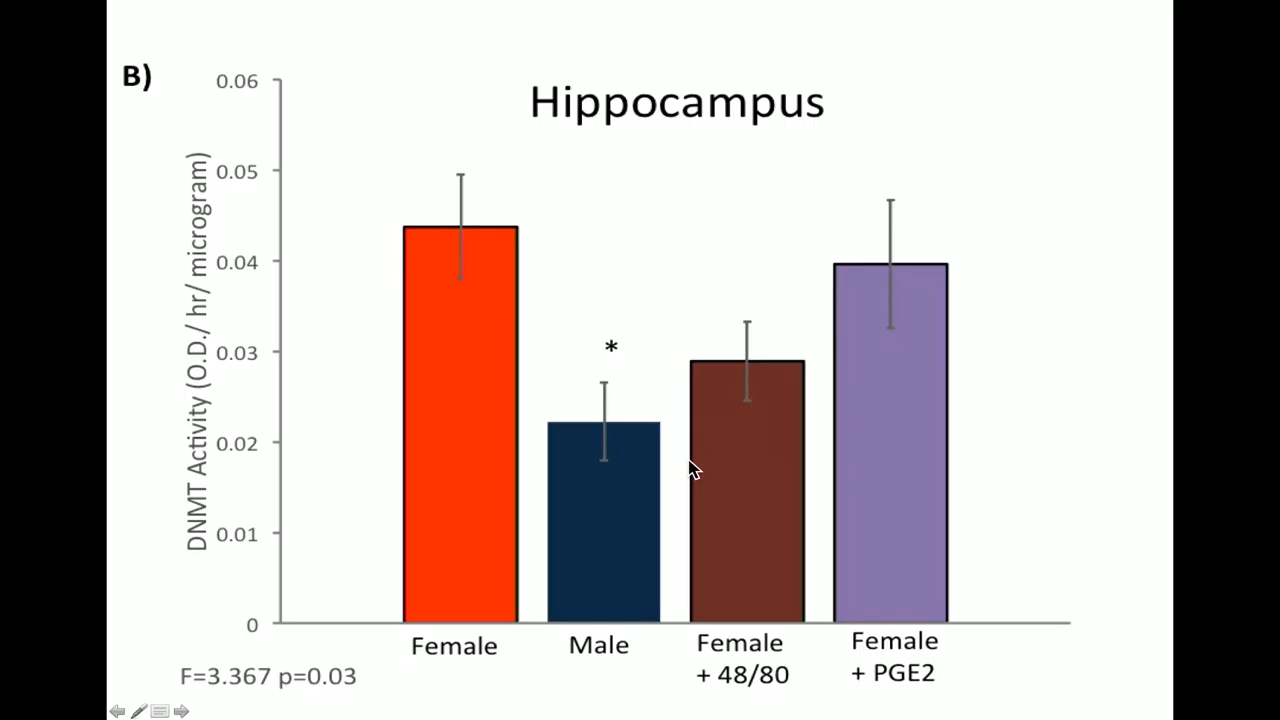 B)
Hippocampus
DNMT Activity (O.D./ hr/ microgram)
0.06
0.05
0.04
0.03
0.02
0.01
0
*
Female
Male
Female
+ 48/80
Female
+ PGE2
F=3.367 p=0.03